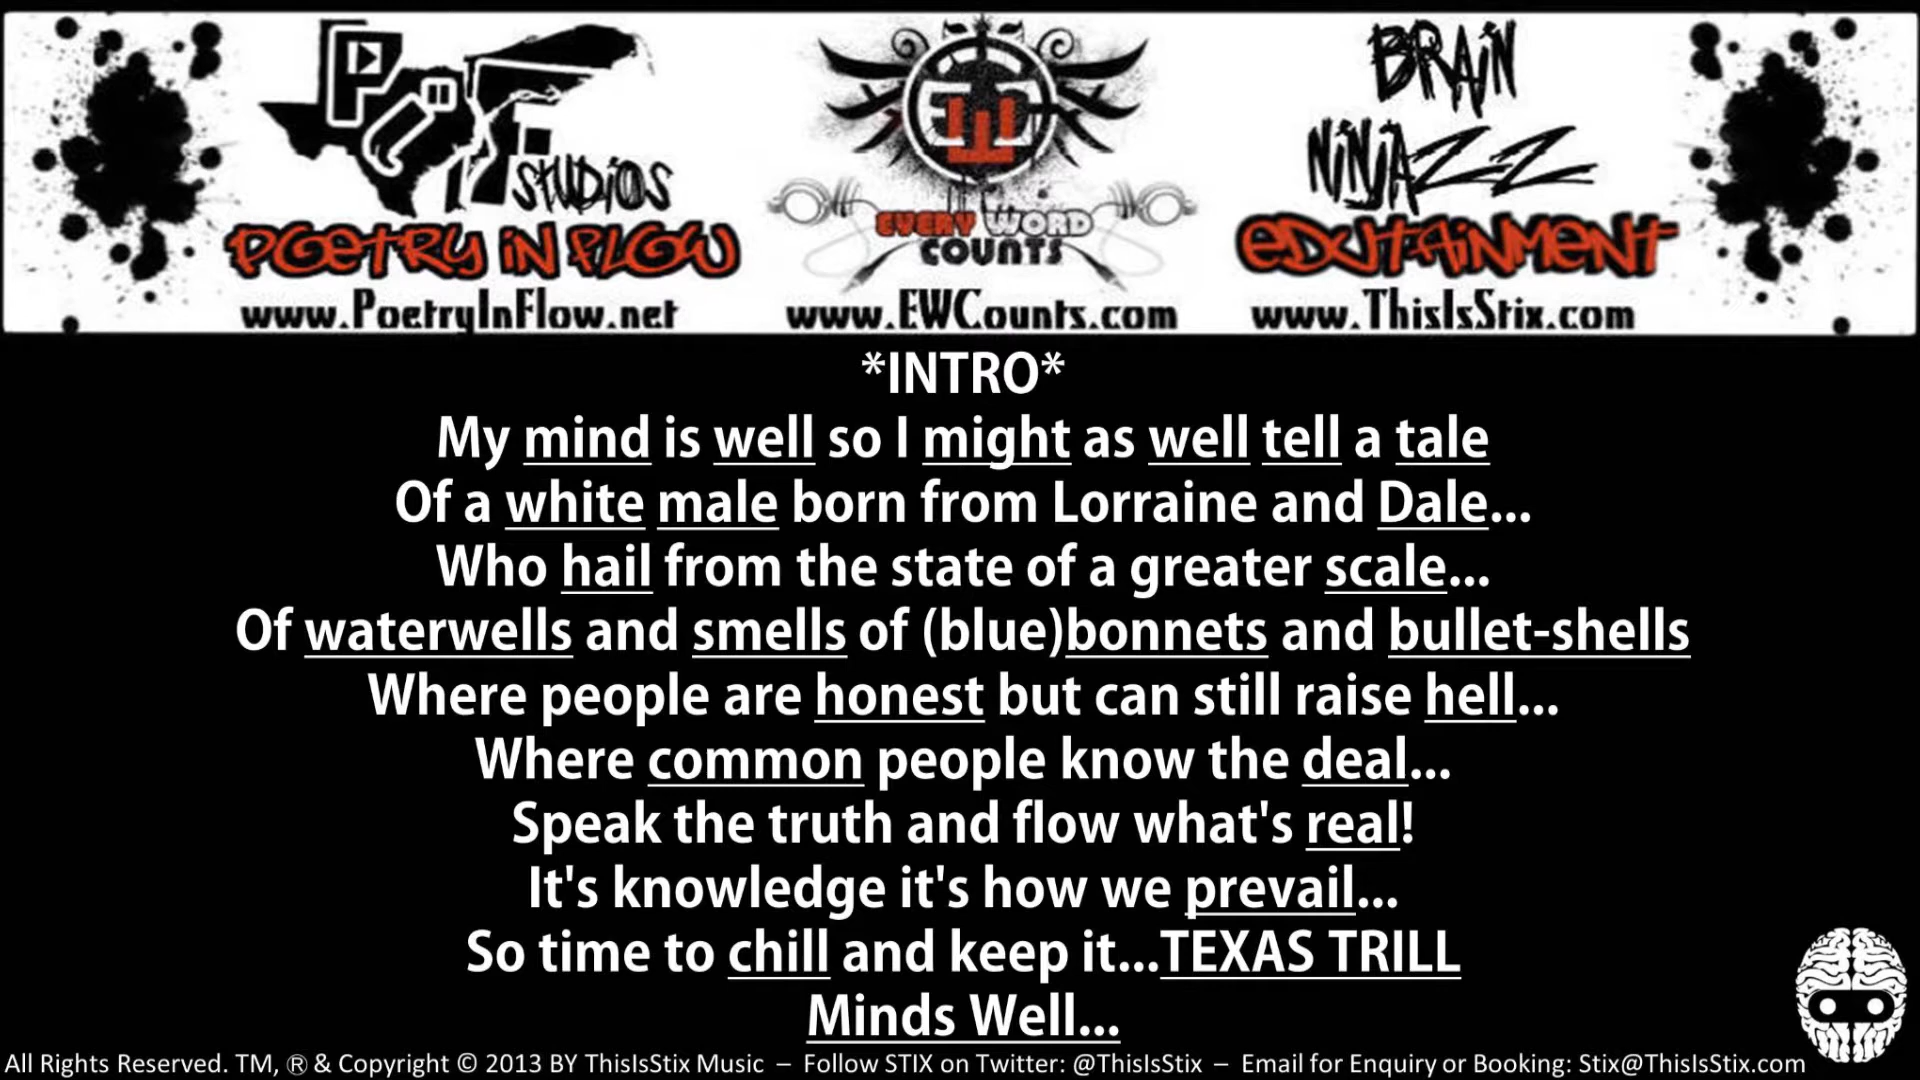 P
STUDIOS
POETRY IN FLOW
www.PoetryInFlow.net
EWC
EVERY WORD
COUNTS
www.EWCounts.com
BRAIN
NINJAZZ
EDUTAINMENT
www.ThisIsStix.com
*INTRO*
My mind is well so I might as well tell a tale
Of a white male born from Lorraine and Dale...
Who hail from the state of a greater scale...
Of waterwells and smells of (blue)bonnets and bullet-shells
Where people are honest but can still raise hell...
Where common people know the deal...
Speak the truth and flow what's real!
It's knowledge it's how we prevail...
So time to chill and keep it...TEXAS TRILL
Minds Well...
All Rights Reserved. TM, ® & Copyright © 2013 BY ThisIsStix Music – Follow STIX on Twitter: @ThisIsStix – Email for Enquiry or Booking: Stix@ThisIsStix.com